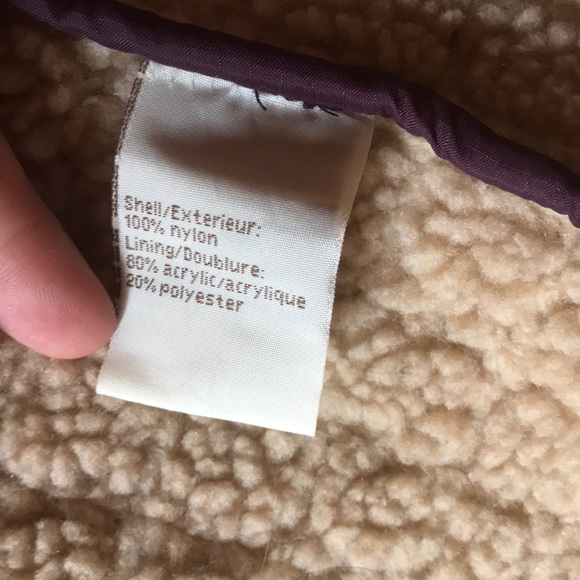 Shell/Exterieur:
100% nylon
Lining/Doublure:
80% acrylic/acrylique
20% polyester